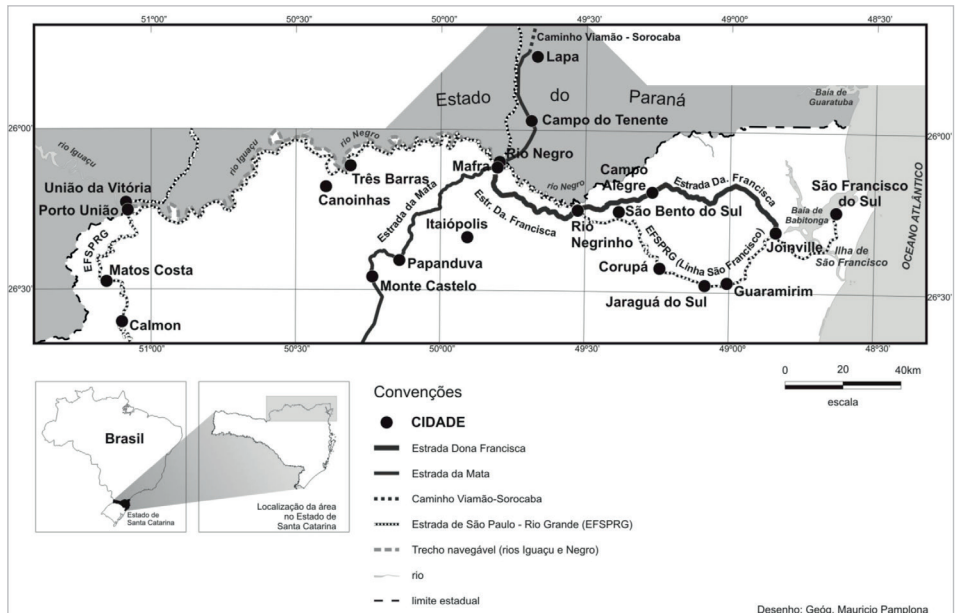 51°00'
50°30'
50°00'
49°30'
49°00'
48°30'
Caminho Viamão - Sorocaba
Lapa
Estado do Paraná
Baía de
Guaratuba
Campo do Tenente
26°00'
26°00'
rio Iguaçu
rio Iguaçu
rio Negro
Rio Negro
Mafra
rio Negro
Três Barras
Canoinhas
União da Vitória
Porto União
Estrada da Mata
Estr. Da. Francisca
Campo
Alegre
Estrada Da. Francisca
São Francisco
do Sul
São Bento do Sul
Baía de
Babitonga
Itaiópolis
Rio
Negrinho
EFSPRG (Linha São Francisco)
Joinville
Ilha de
São Francisco
OCEANO ATLÂNTICO
EFSPRG
Papanduva
Corupá
Matos Costa
Monte Castelo
Guaramirim
26°30'
26°30'
Jaraguá do Sul
Calmon
51°00'
50°30'
50°00'
49°30'
49°00'
48°30'
0 20 40km
escala
Brasil
Estado de
Santa Catarina
Localização da área
no Estado de
Santa Catarina
Convenções
CIDADE
Estrada Dona Francisca
Estrada da Mata
Caminho Viamão-Sorocaba
Estrada de São Paulo - Rio Grande (EFSPRG)
Trecho navegável (rios Iguaçu e Negro)
rio
limite estadual
Desenho: Geóg. Mauricio Pamplona